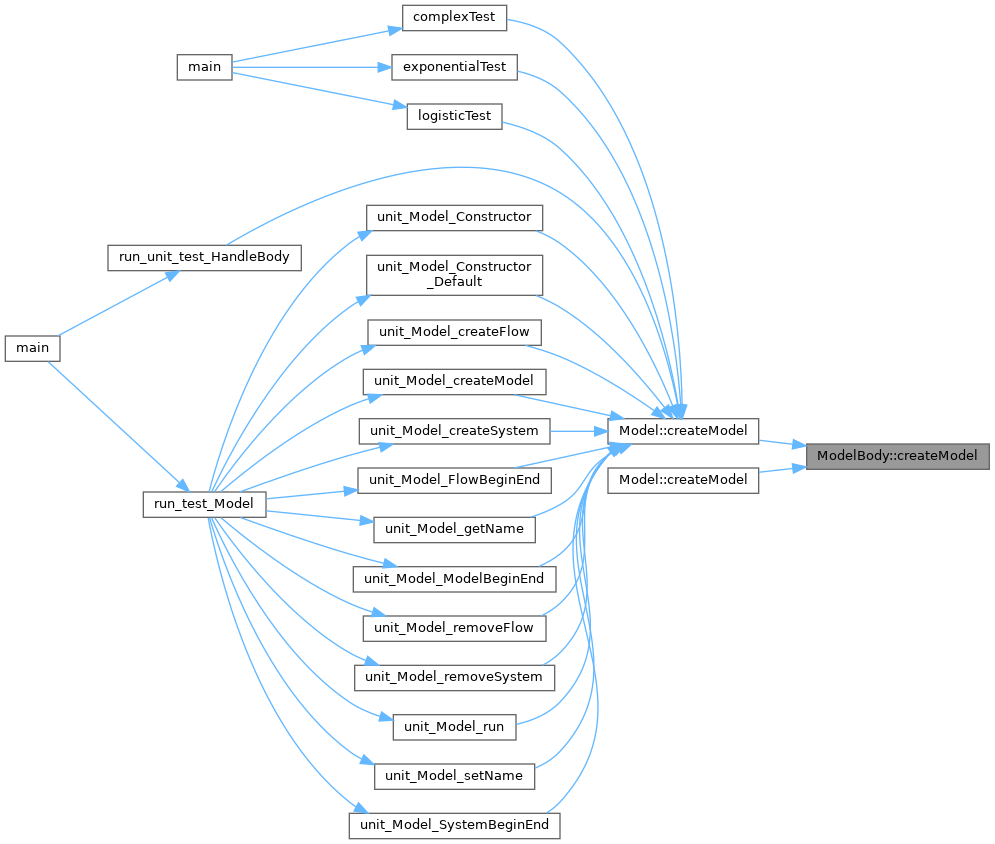 complexTest
main
exponentialTest
logisticTest
unit_Model_Constructor
run_unit_test_HandleBody
unit_Model_Constructor
_Default
unit_Model_createFlow
main
unit_Model_createModel
unit_Model_createSystem
Model::createModel
ModelBody::createModel
unit_Model_FlowBeginEnd
Model::createModel
run_test_Model
unit_Model_getName
unit_Model_ModelBeginEnd
unit_Model_removeFlow
unit_Model_removeSystem
unit_Model_run
unit_Model_setName
unit_Model_SystemBeginEnd